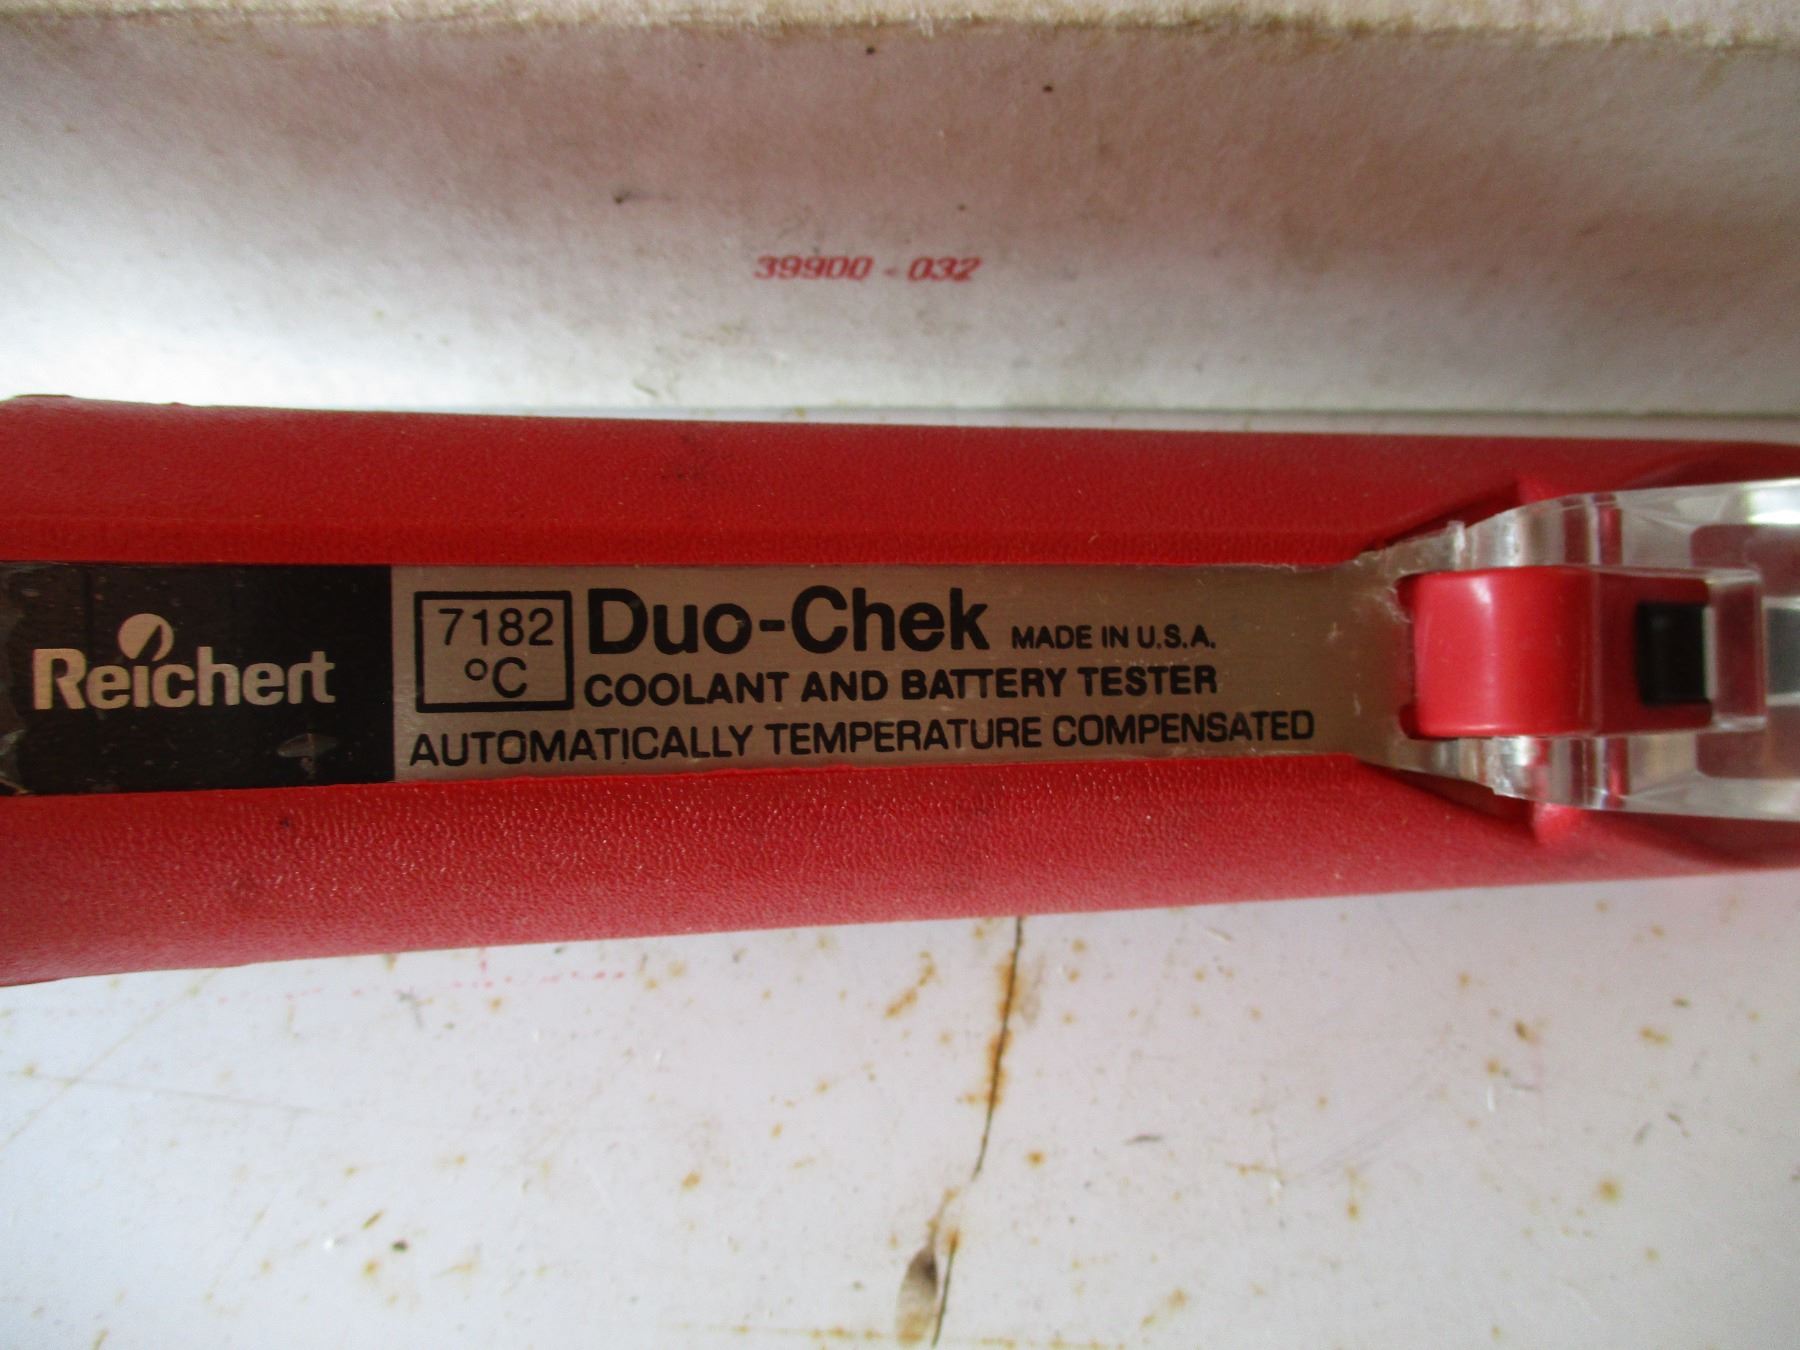 39900 - 032
Reichert
7182
°C
Duo-Chek MADE IN U.S.A.
COOLANT AND BATTERY TESTER
AUTOMATICALLY TEMPERATURE COMPENSATED